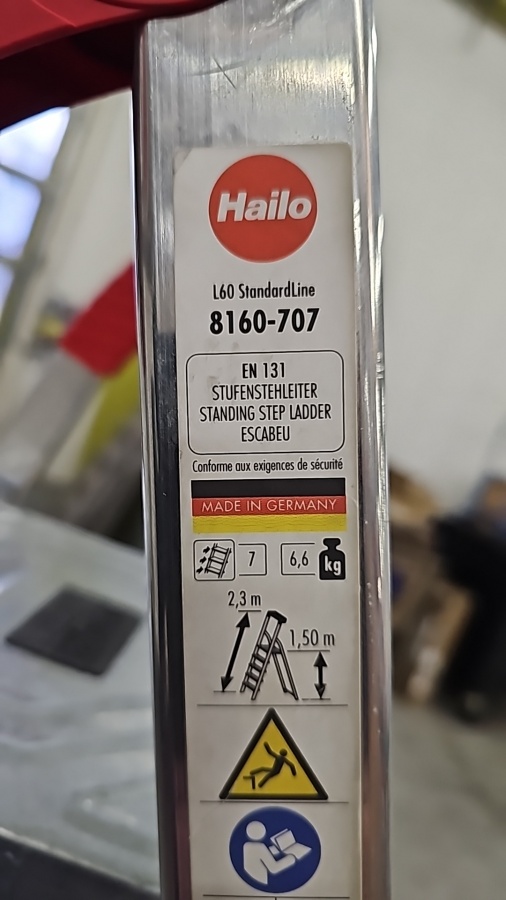 Hailo
L60 StandardLine
8160-707
EN 131
STUFENSTEHLEITER
STANDING STEP LADDER
ESCABEU
Conforme aux exigences de sécurité
MADE IN GERMANY
7 6,6 kg
2,3 m
1,50 m